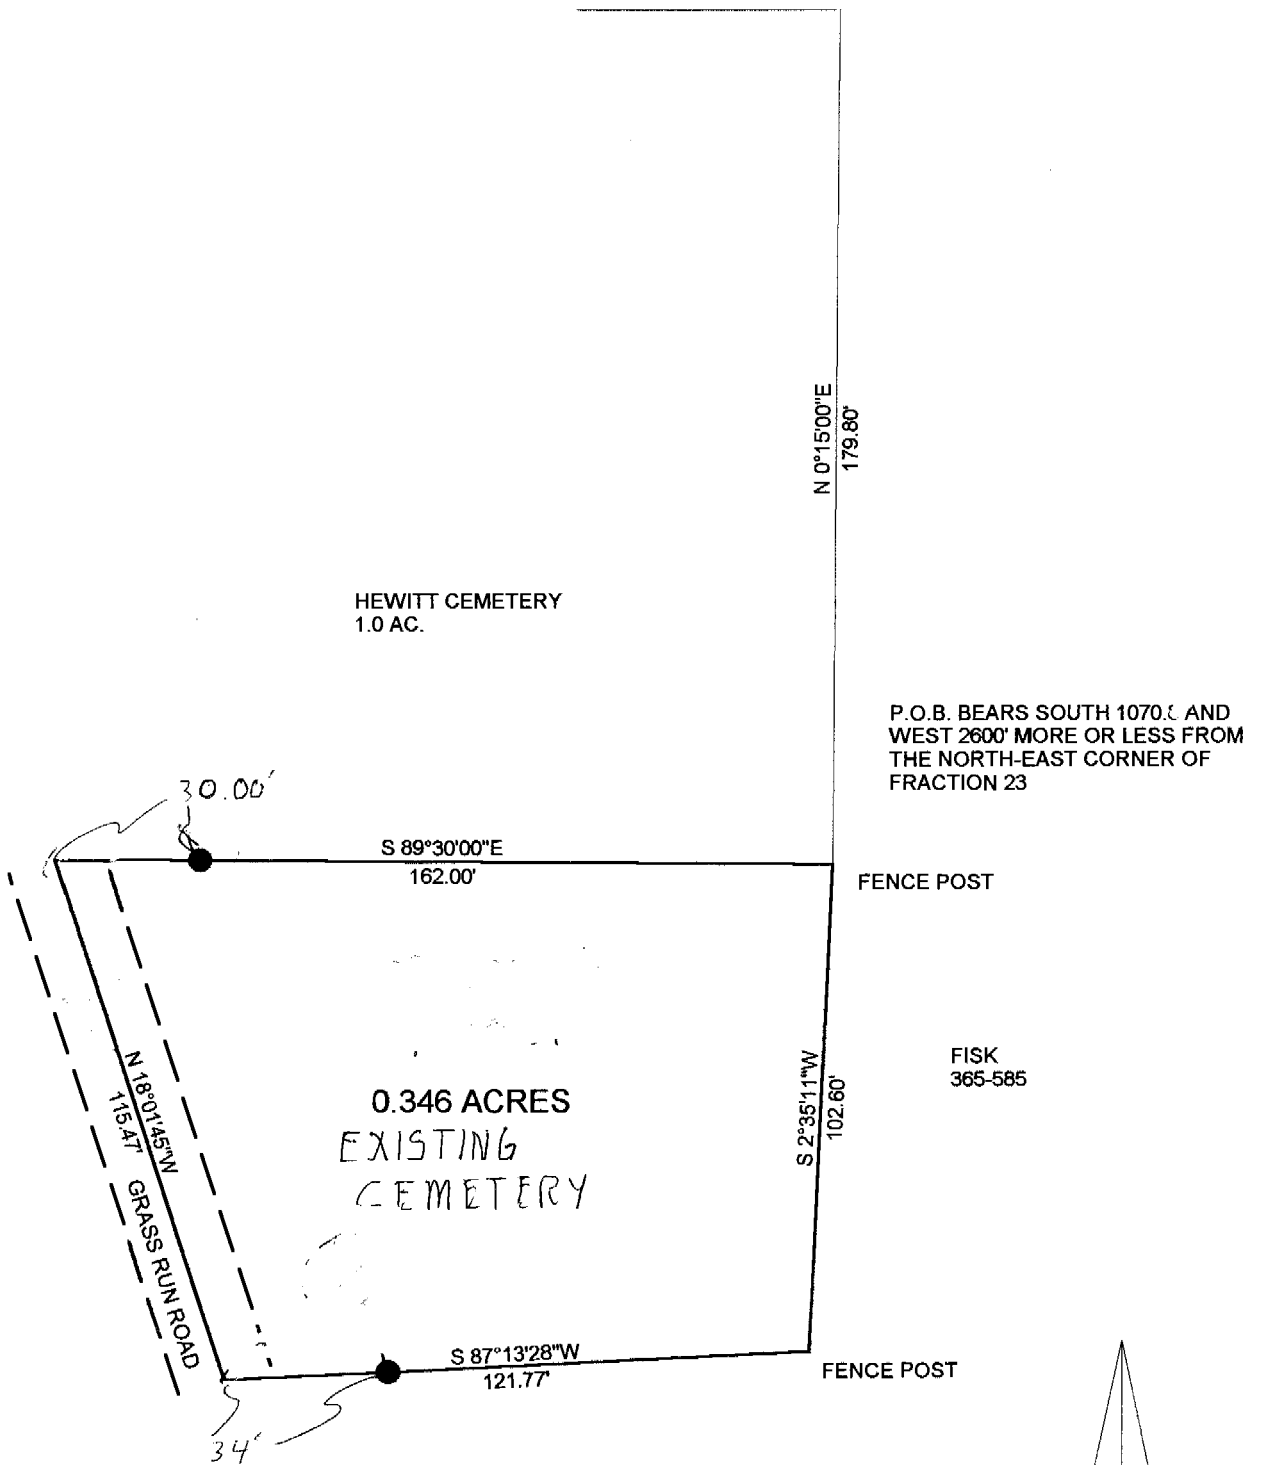 N 0°15'00"E
179.80'
HEWITT CEMETERY
1.0 AC.
P.O.B. BEARS SOUTH 1070. AND
WEST 2600' MORE OR LESS FROM
THE NORTH-EAST CORNER OF
FRACTION 23
30.00'
S 89°30'00"E
162.00'
FENCE POST
N 18°01'45"W
115.47'
GRASS RUN ROAD
0.346 ACRES
EXISTING
CEMETERY
S 2°35'11"W
102.60'
FISK
365-585
S 87°13'28"W
121.77'
FENCE POST
34'